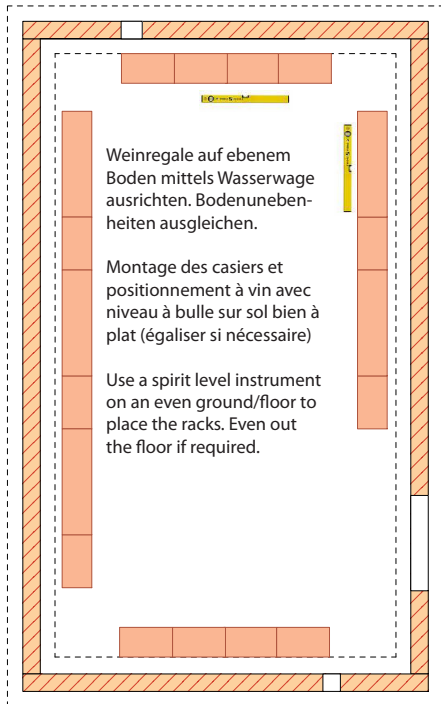 Weinregale auf ebenem
Boden mittels Wasserwage
ausrichten. Bodenuneben-
heiten ausgleichen.
Montage des casiers et
positionnement à vin avec
niveau à bulle sur sol bien à
plat (égaliser si nécessaire)
Use a spirit level instrument
on an even ground/floor to
place the racks. Even out
the floor if required.